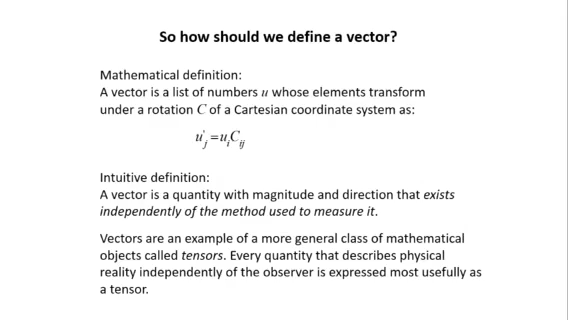 So how should we define a vector?
Mathematical definition:
A vector is a list of numbers u whose elements transform
under a rotation C of a Cartesian coordinate system as:
u'_j = u_i C_ij
Intuitive definition:
A vector is a quantity with magnitude and direction that exists
independently of the method used to measure it.
Vectors are an example of a more general class of mathematical
objects called tensors. Every quantity that describes physical
reality independently of the observer is expressed most usefully as
a tensor.